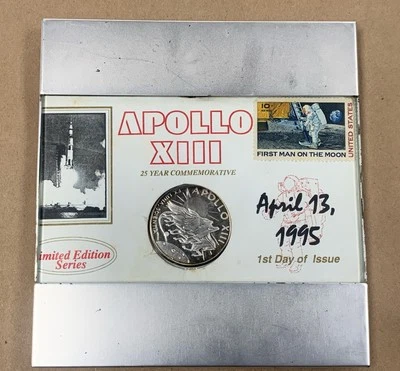 APOLLO
XIII
25 YEAR COMMEMORATIVE
10¢
UNITED STATES
FIRST MAN ON THE MOON
APOLLO XIII
April 13,
1995
1st Day of Issue
Limited Edition
Series